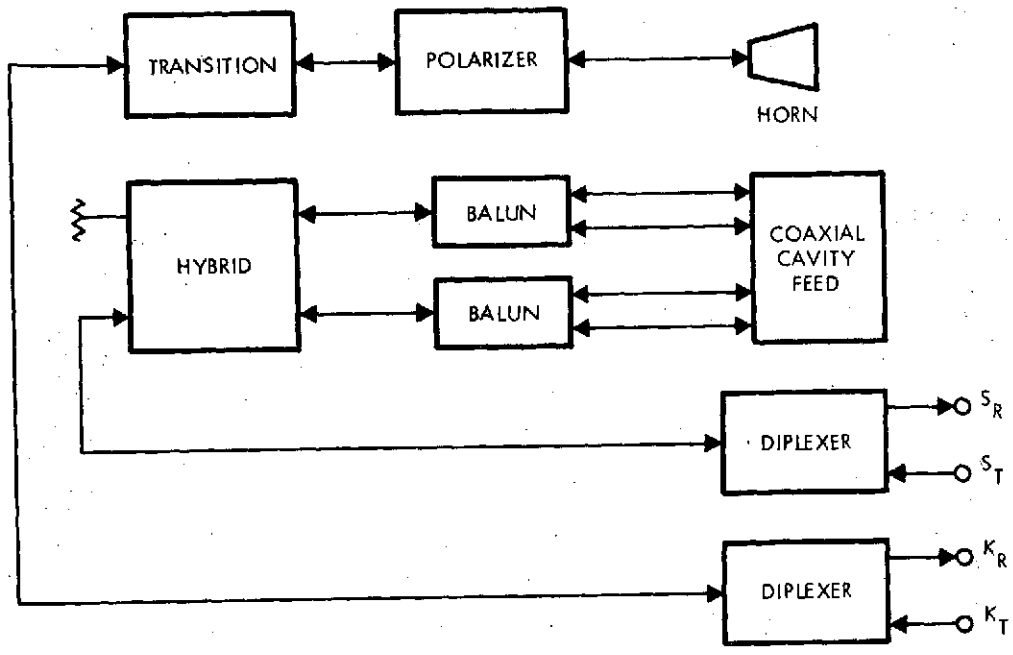 TRANSITION
POLARIZER
HORN
HYBRID
BALUN
BALUN
COAXIAL
CAVITY
FEED
DIPLEXER
S_R
S_T
DIPLEXER
K_R
K_T